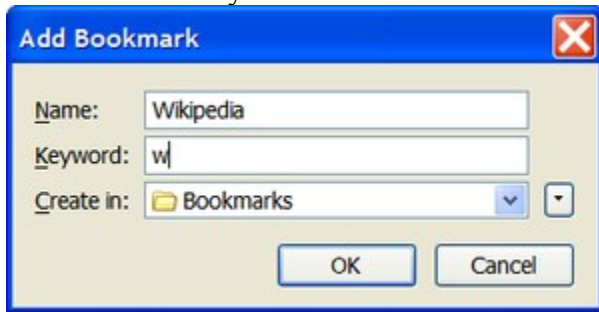 Add Bookmark
Name: Wikipedia
Keyword: w
Create in: Bookmarks
OK Cancel